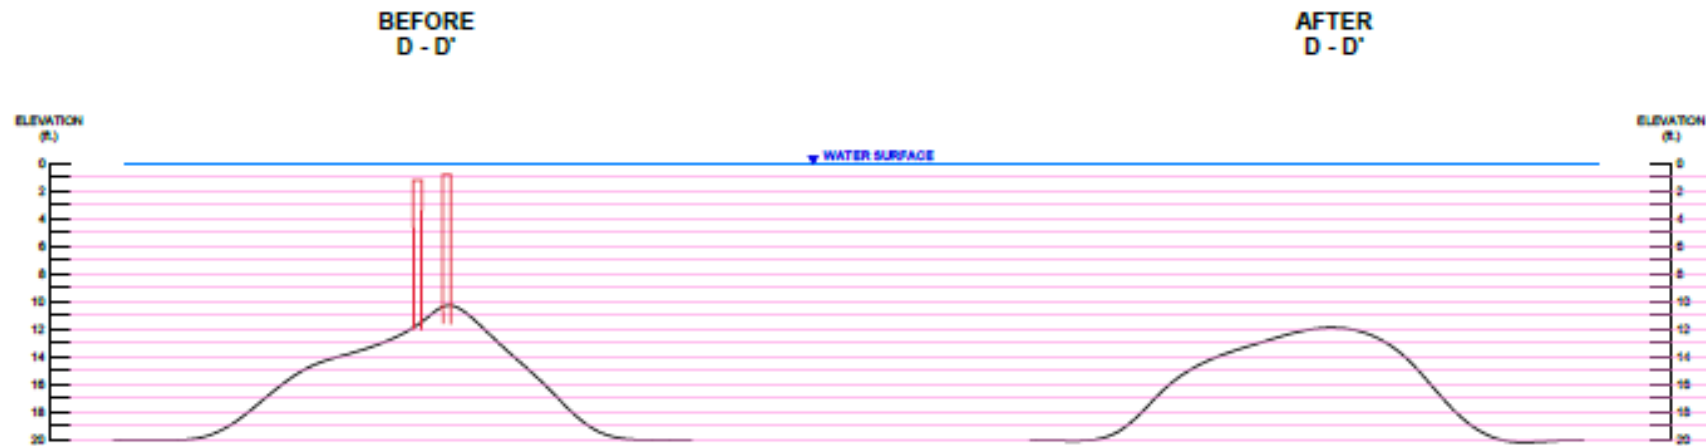 BEFORE
D - D'
AFTER
D - D'
ELEVATION
(ft.)
ELEVATION
(ft.)
WATER SURFACE
0
2
4
6
8
10
12
14
16
18
20
0
2
4
6
8
10
12
14
16
18
20